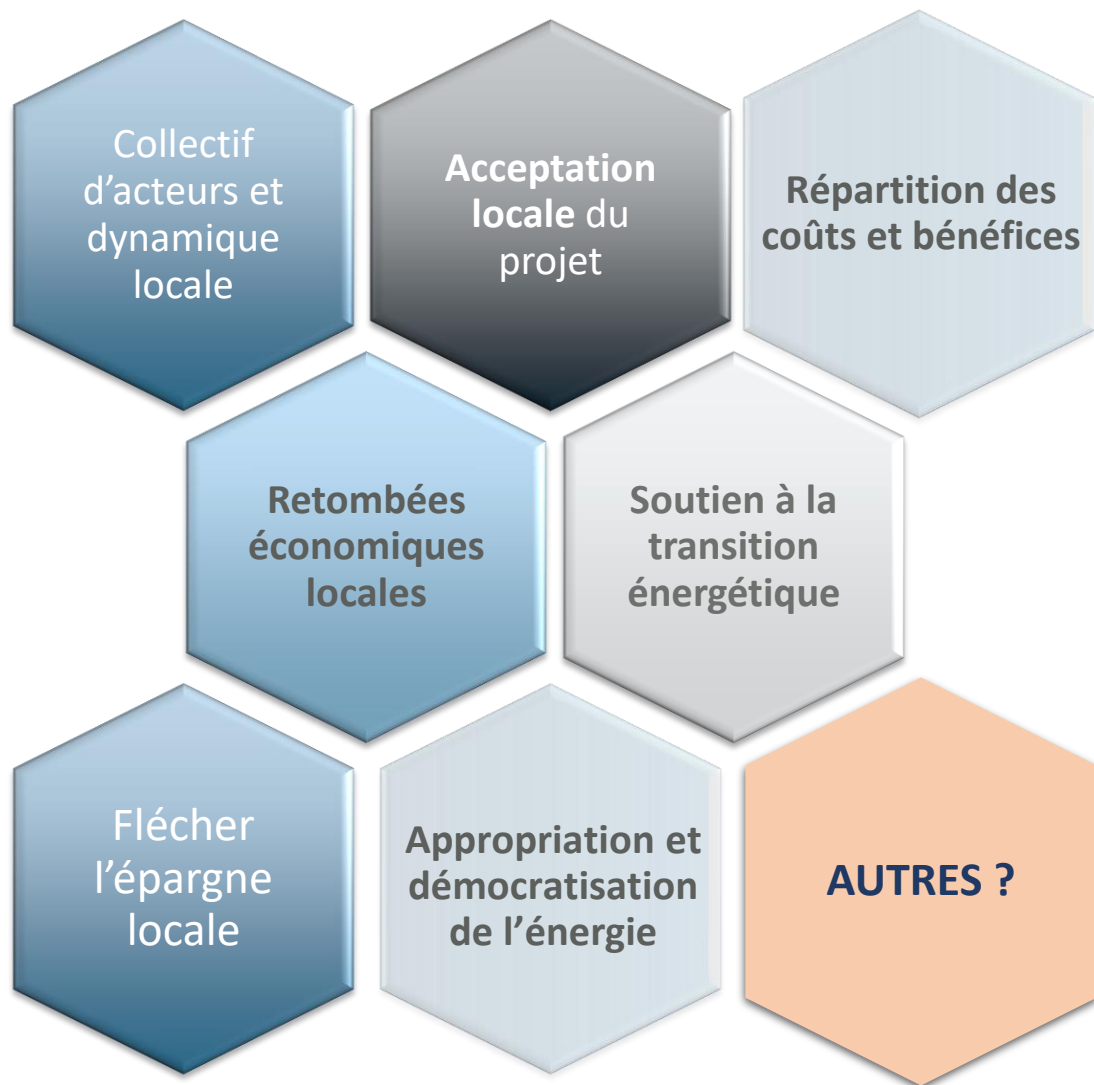 Collectif
d’acteurs et
dynamique
locale
Acceptation
locale du
projet
Répartition des
coûts et bénéfices
Retombées
économiques
locales
Soutien à la
transition
énergétique
Flécher
l’épargne
locale
Appropriation et
démocratisation
de l’énergie
AUTRES ?